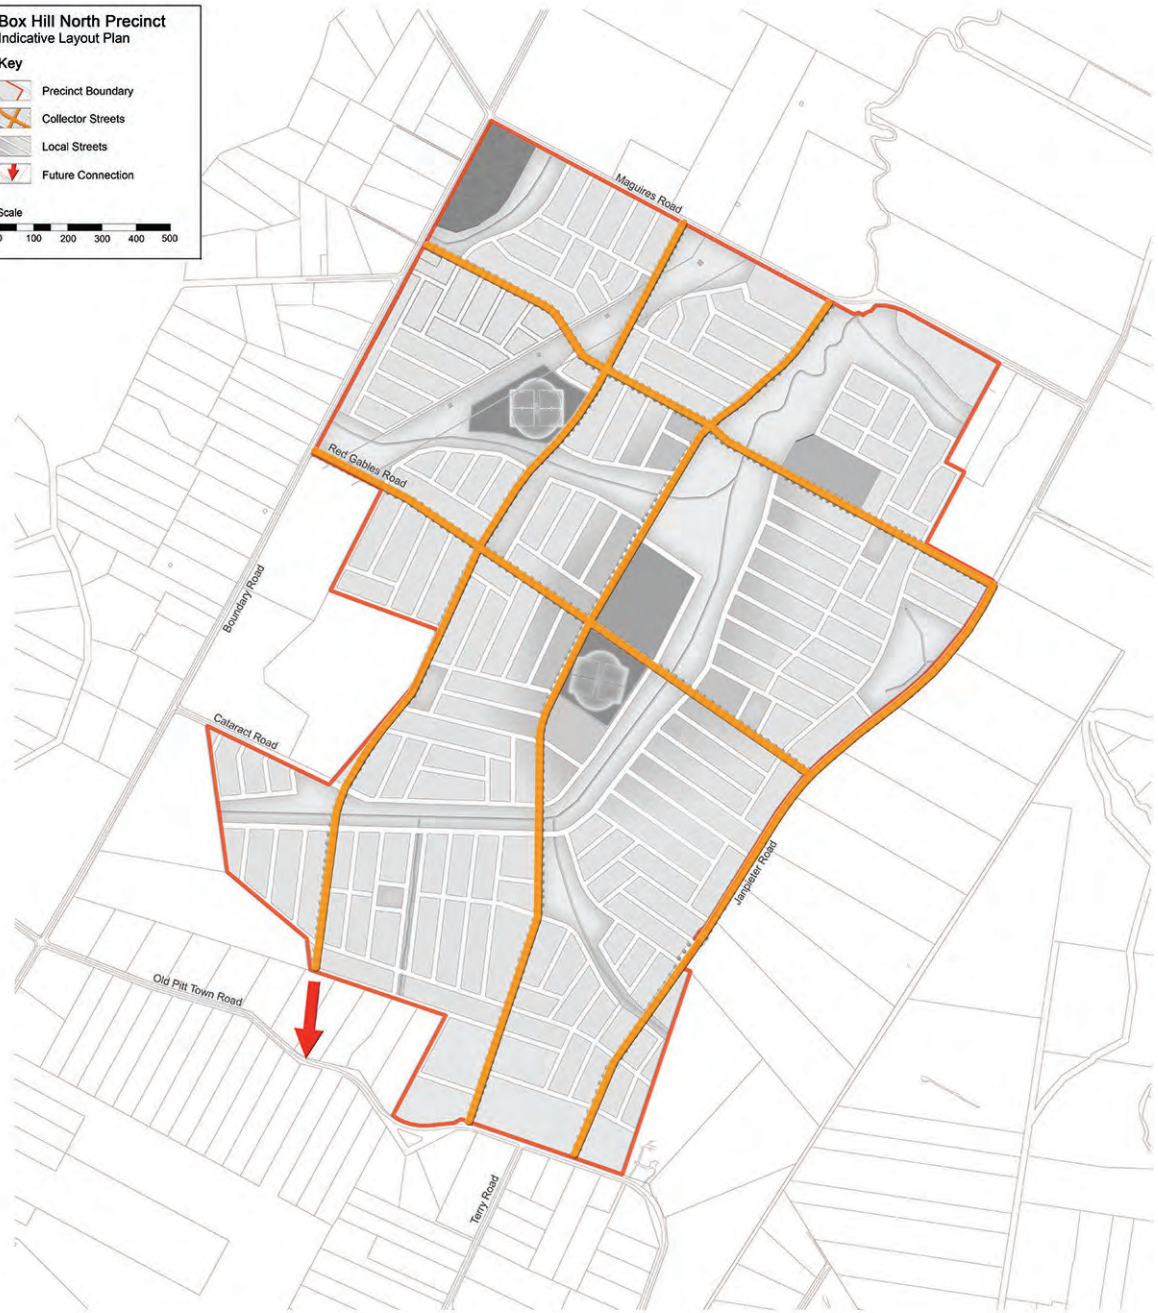 Box Hill North Precinct
Indicative Layout Plan
Key
Precinct Boundary
Collector Streets
Local Streets
Future Connection
Scale
0 100 200 300 400 500
Maguires Road
Red Gables Road
Boundary Road
Cataract Road
Janpieter Road
Old Pitt Town Road
Terry Road